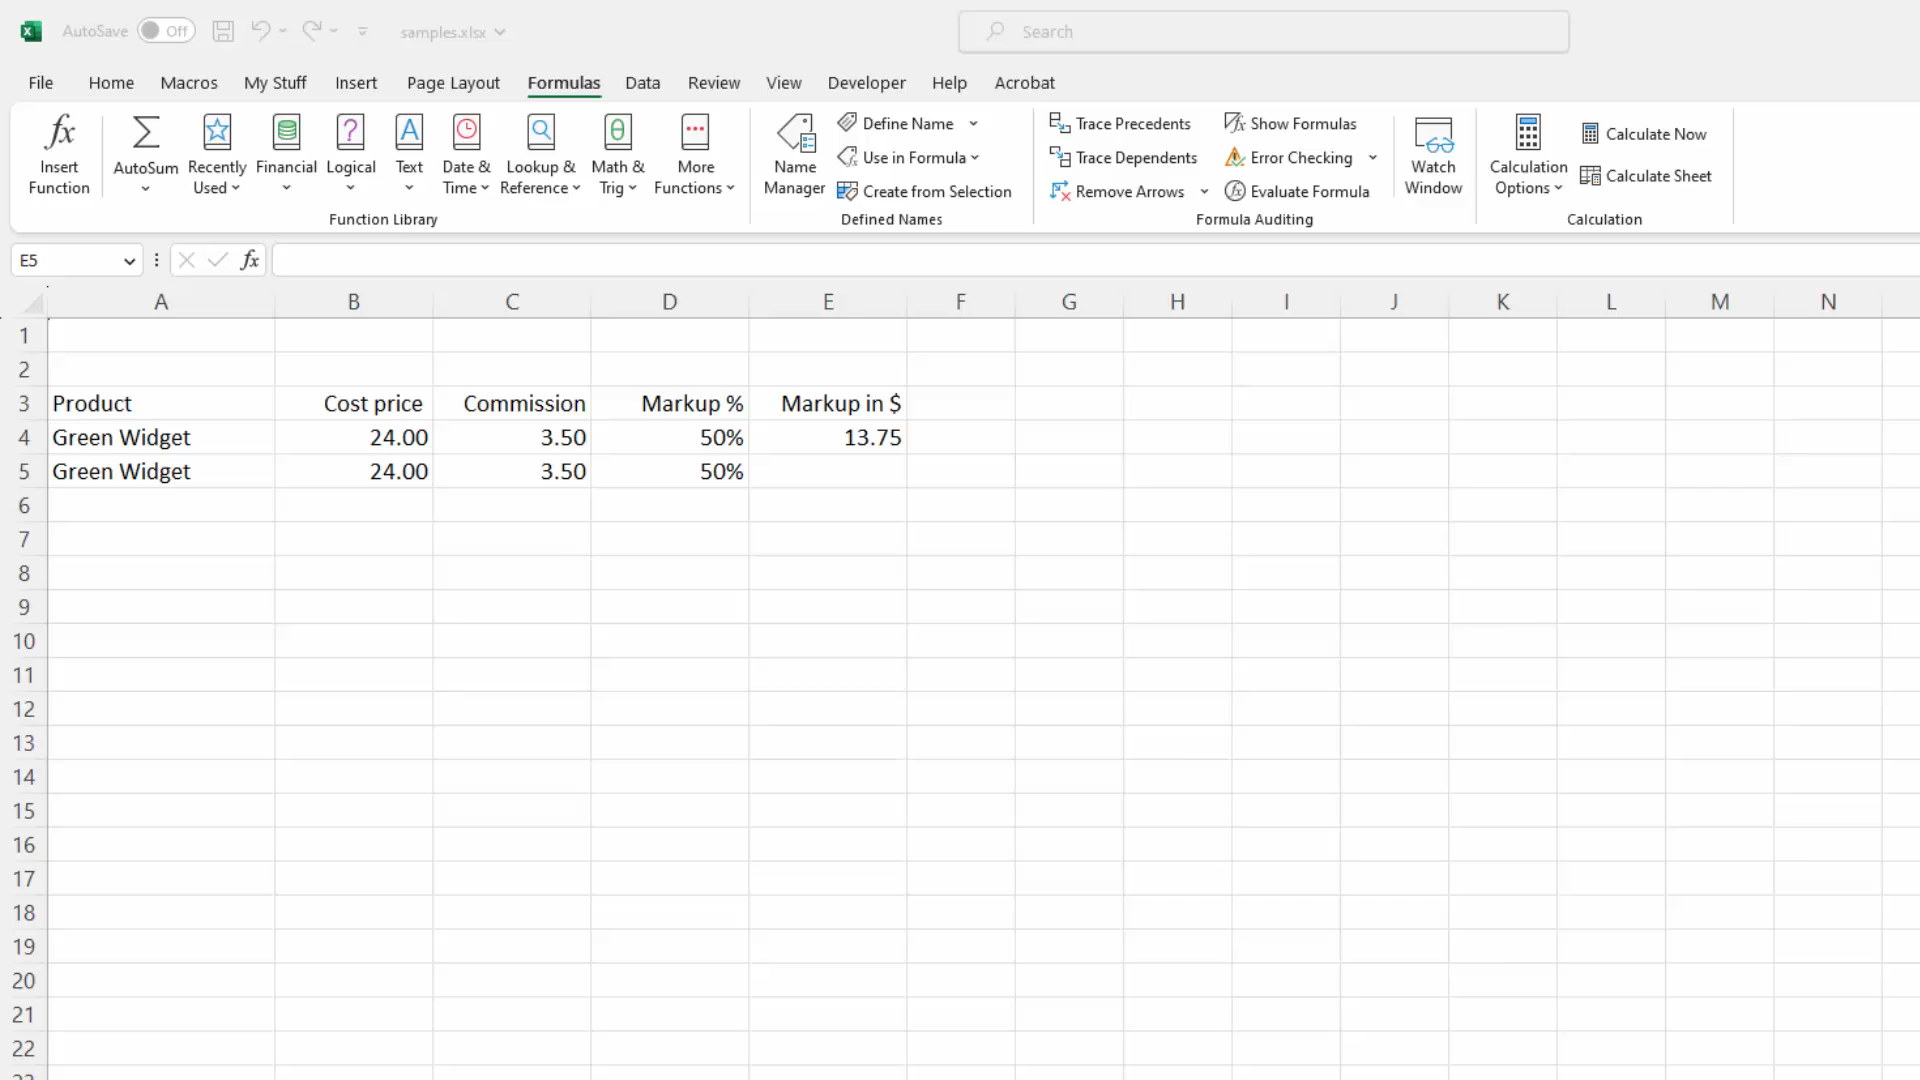 AutoSave Off samples.xlsx Search
File Home Macros My Stuff Insert Page Layout Formulas Data Review View Developer Help Acrobat
Insert Function
AutoSum
Recently Used
Financial
Logical
Text
Date & Time
Lookup & Reference
Math & Trig
More Functions
Function Library
Name Manager
Define Name
Use in Formula
Create from Selection
Defined Names
Trace Precedents
Trace Dependents
Remove Arrows
Show Formulas
Error Checking
Evaluate Formula
Formula Auditing
Watch Window
Calculation Options
Calculate Now
Calculate Sheet
Calculation
E5 fx
A B C D E F G H I J K L M N
1
2
3 Product Cost price Commission Markup % Markup in $
4 Green Widget 24.00 3.50 50% 13.75
5 Green Widget 24.00 3.50 50%
6
7
8
9
10
11
12
13
14
15
16
17
18
19
20
21
22